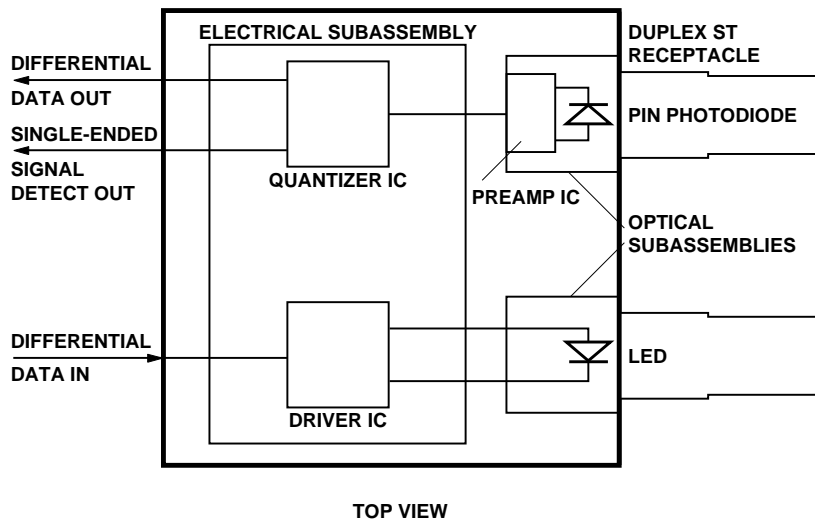 ELECTRICAL SUBASSEMBLY
DUPLEX ST
RECEPTACLE
DIFFERENTIAL
DATA OUT
PIN PHOTODIODE
SINGLE-ENDED
SIGNAL
DETECT OUT
QUANTIZER IC
PREAMP IC
OPTICAL
SUBASSEMBLIES
DIFFERENTIAL
DATA IN
LED
DRIVER IC
TOP VIEW